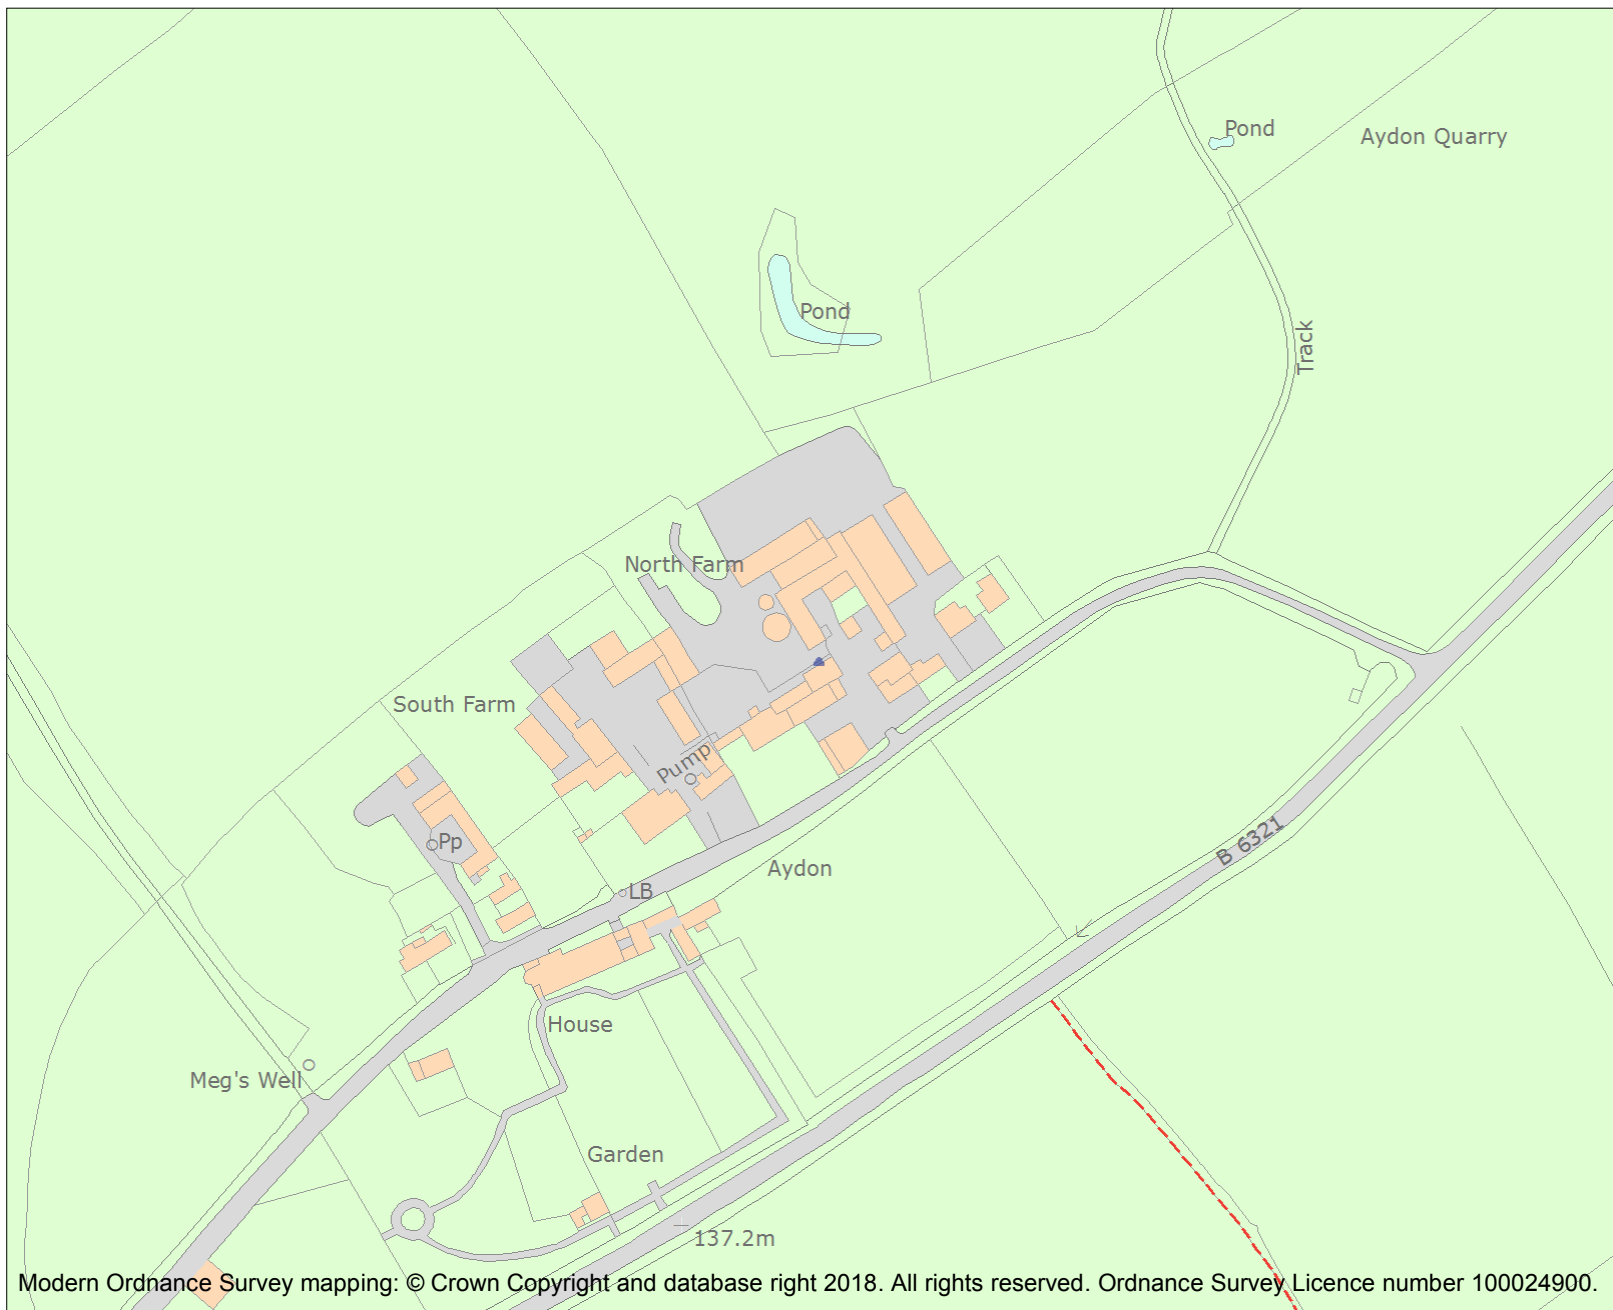 Pond
Aydon Quarry
Pond
Track
North Farm
South Farm
Pump
Pp
B 6321
Aydon
LB
House
Meg's Well
Garden
137.2m
Modern Ordnance Survey mapping: © Crown Copyright and database right 2018. All rights reserved. Ordnance Survey Licence number 100024900.